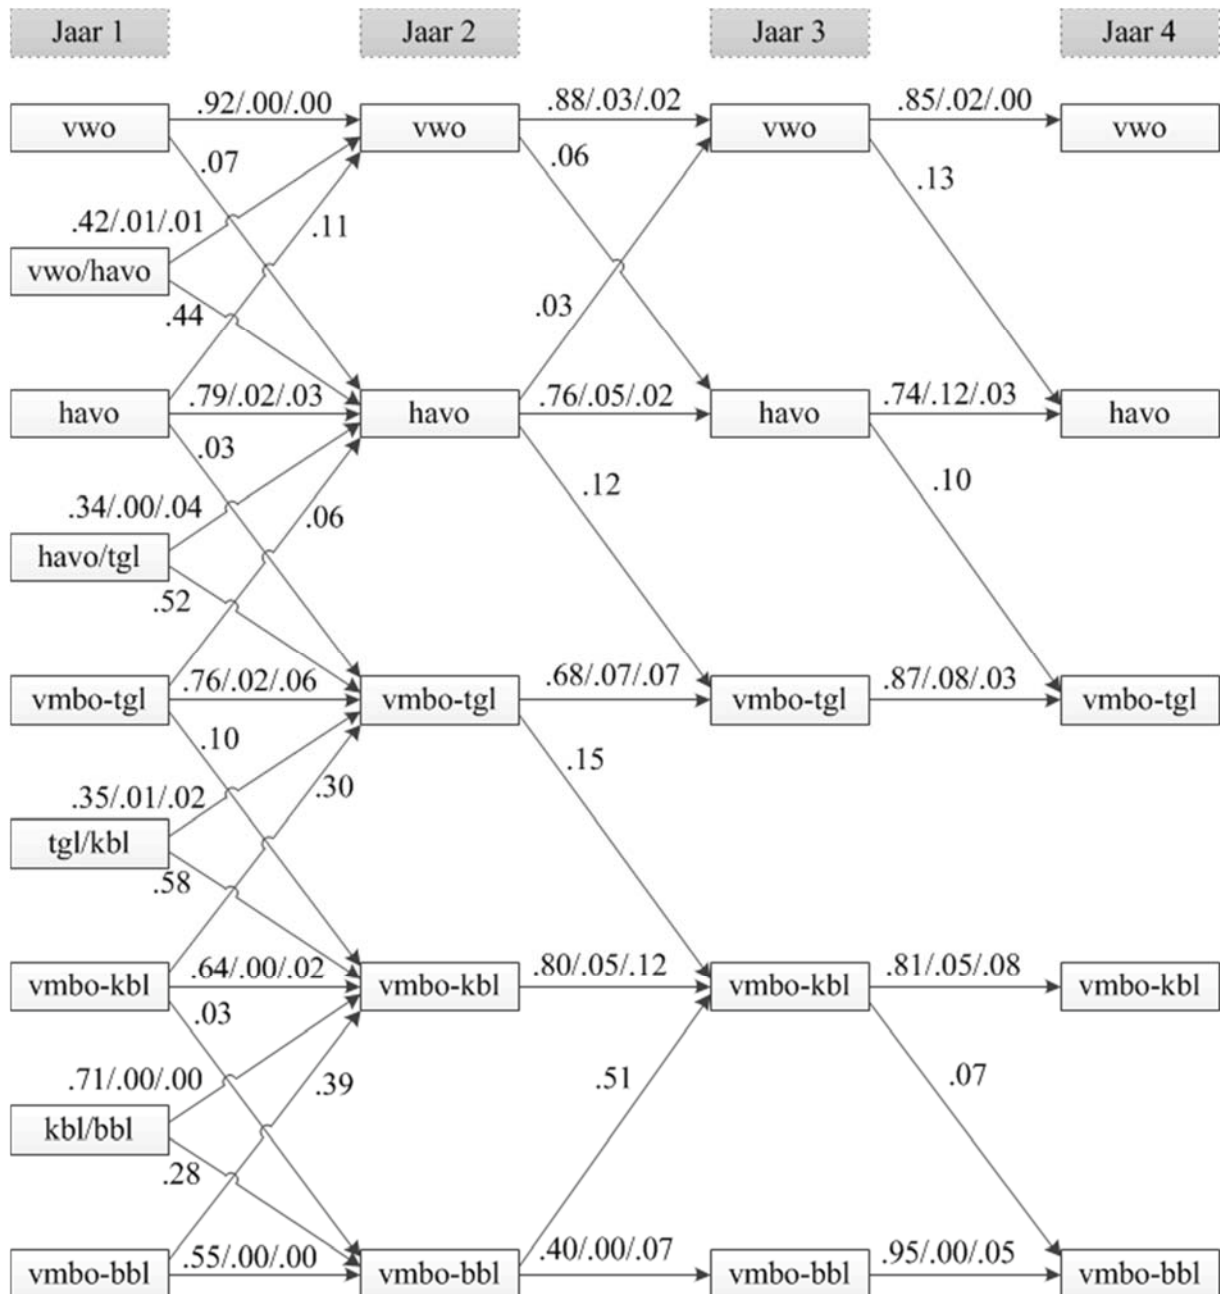 Jaar 1 Jaar 2 Jaar 3 Jaar 4
.92/.00/.00 .88/.03/.02 .85/.02/.00
vwo vwo vwo vwo
.07 .06 .13
.42/.01/.01 .11
vwo/havo
.44 .03
.79/.02/.03 .76/.05/.02 .74/.12/.03
havo havo havo havo
.03 .12 .10
.34/.00/.04 .06
havo/tgl
.52
.76/.02/.06 .68/.07/.07 .87/.08/.03
vmbo-tgl vmbo-tgl vmbo-tgl vmbo-tgl
.10 .15
.35/.01/.02 .30
tgl/kbl
.58
.64/.00/.02 .80/.05/.12 .81/.05/.08
vmbo-kbl vmbo-kbl vmbo-kbl vmbo-kbl
.03
.71/.00/.00 .39 .51 .07
kbl/bbl
.28
.55/.00/.00 .40/.00/.07 .95/.00/.05
vmbo-bbl vmbo-bbl vmbo-bbl vmbo-bbl